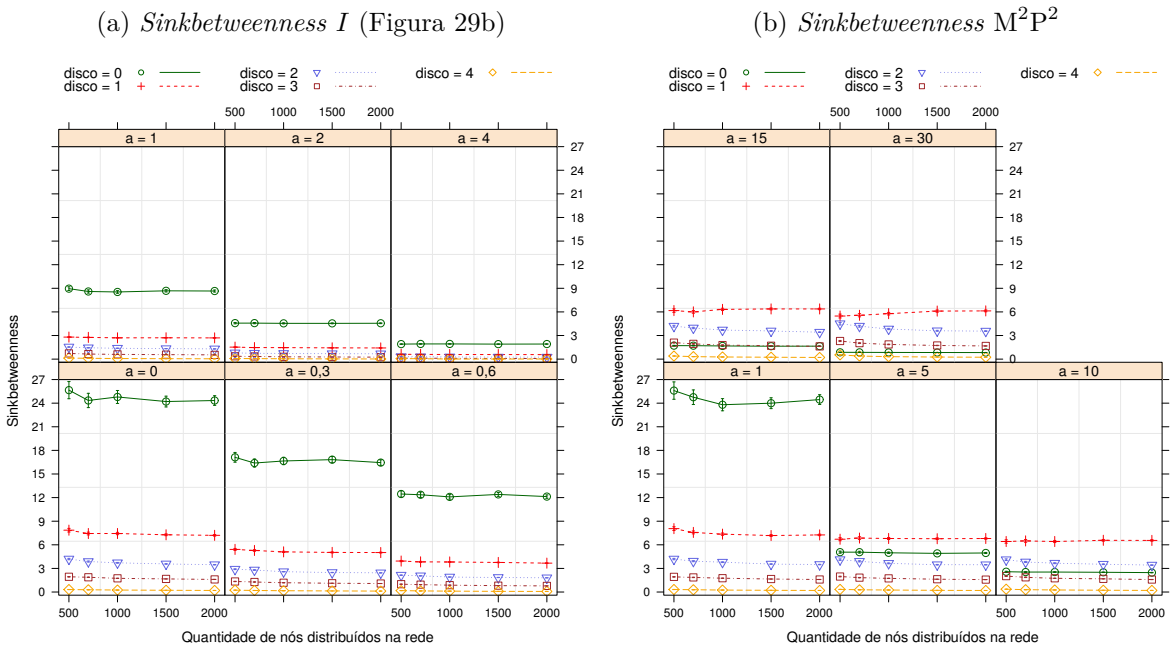 (a) Sinkbetweenness I (Figura 29b)
disco = 0
disco = 1
disco = 2
disco = 3
disco = 4
500 1000 2000
a = 1
a = 2
a = 4
27
24
21
18
15
12
9
6
3
0
a = 0
a = 0,3
a = 0,6
27
24
21
18
15
12
9
6
3
0
Sinkbetweenness
500 1000 1500 2000
500 1000 1500 2000
Quantidade de nós distribuídos na rede
(b) Sinkbetweenness M²P²
disco = 0
disco = 1
disco = 2
disco = 3
disco = 4
500 1000 2000
a = 15
a = 30
27
24
21
18
15
12
9
6
3
0
a = 1
a = 5
a = 10
27
24
21
18
15
12
9
6
3
0
Sinkbetweenness
500 1000 1500 2000
500 1000 1500 2000
Quantidade de nós distribuídos na rede